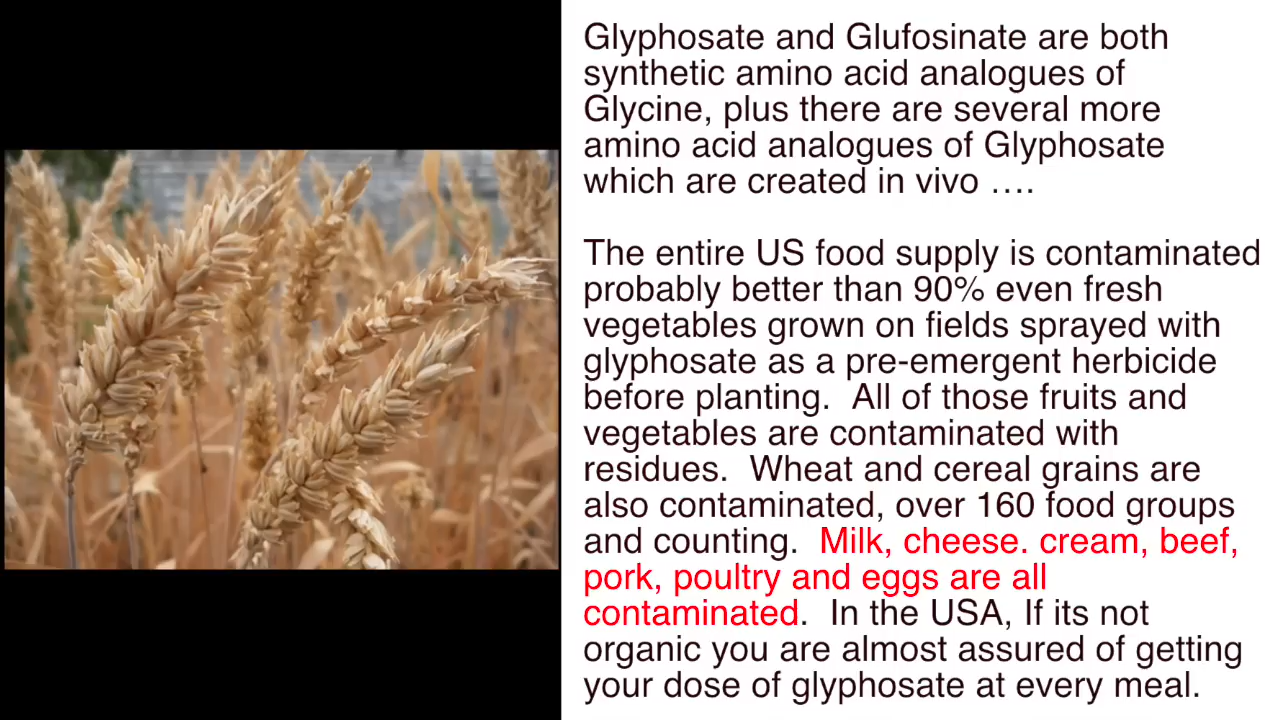 Glyphosate and Glufosinate are both
synthetic amino acid analogues of
Glycine, plus there are several more
amino acid analogues of Glyphosate
which are created in vivo ….
The entire US food supply is contaminated
probably better than 90% even fresh
vegetables grown on fields sprayed with
glyphosate as a pre-emergent herbicide
before planting.  All of those fruits and
vegetables are contaminated with
residues.  Wheat and cereal grains are
also contaminated, over 160 food groups
and counting.  Milk, cheese. cream, beef,
pork, poultry and eggs are all
contaminated.  In the USA, If its not
organic you are almost assured of getting
your dose of glyphosate at every meal.